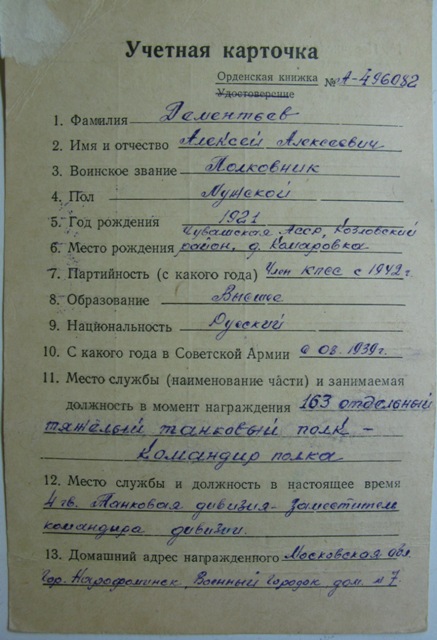 Учетная карточка
Орденская книжка
Удостоверение № А-496082
1. Фамилия Дементьев
2. Имя и отчество Алексей Алексеевич
3. Воинское звание Полковник
4. Пол Мужской
5. Год рождения 1921
Чувашская АССР, Козловский
6. Место рождения район, д. Комаровка
7. Партийность (с какого года) Член КПСС с 1942 г.
8. Образование Высшее
9. Национальность Русский
10. С какого года в Советской Армии с 08.1939 г.
11. Место службы (наименование части) и занимаемая
должность в момент награждения 163 отдельный
тяжёлый танковый полк -
командир полка
12. Место службы и должность в настоящее время
4 гв. Танковая дивизия - Заместитель
командира дивизии.
13. Домашний адрес награжденного Московская обл.
гор. Нарофоминск, Военный городок, дом. № 7.